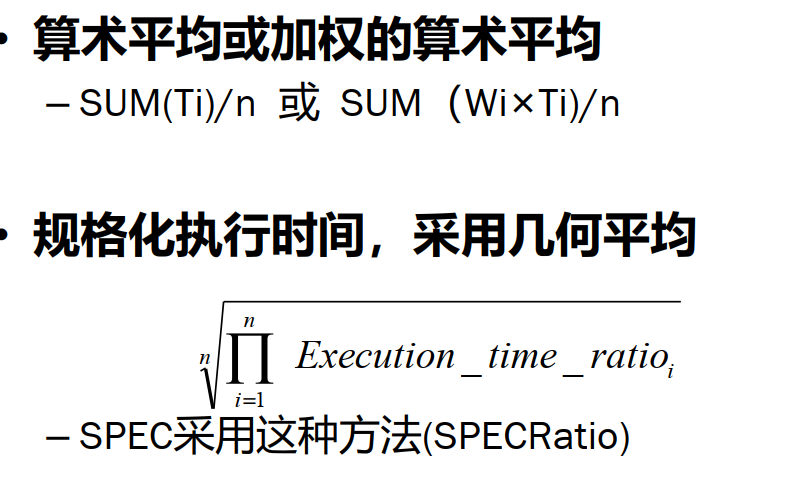 • 算术平均或加权的算术平均
– SUM(Ti)/n 或 SUM（Wi×Ti)/n
• 规格化执行时间，采用几何平均
\sqrt[n]{\prod_{i=1}^{n} Execution\_time\_ratio_i}
– SPEC采用这种方法(SPECRatio)